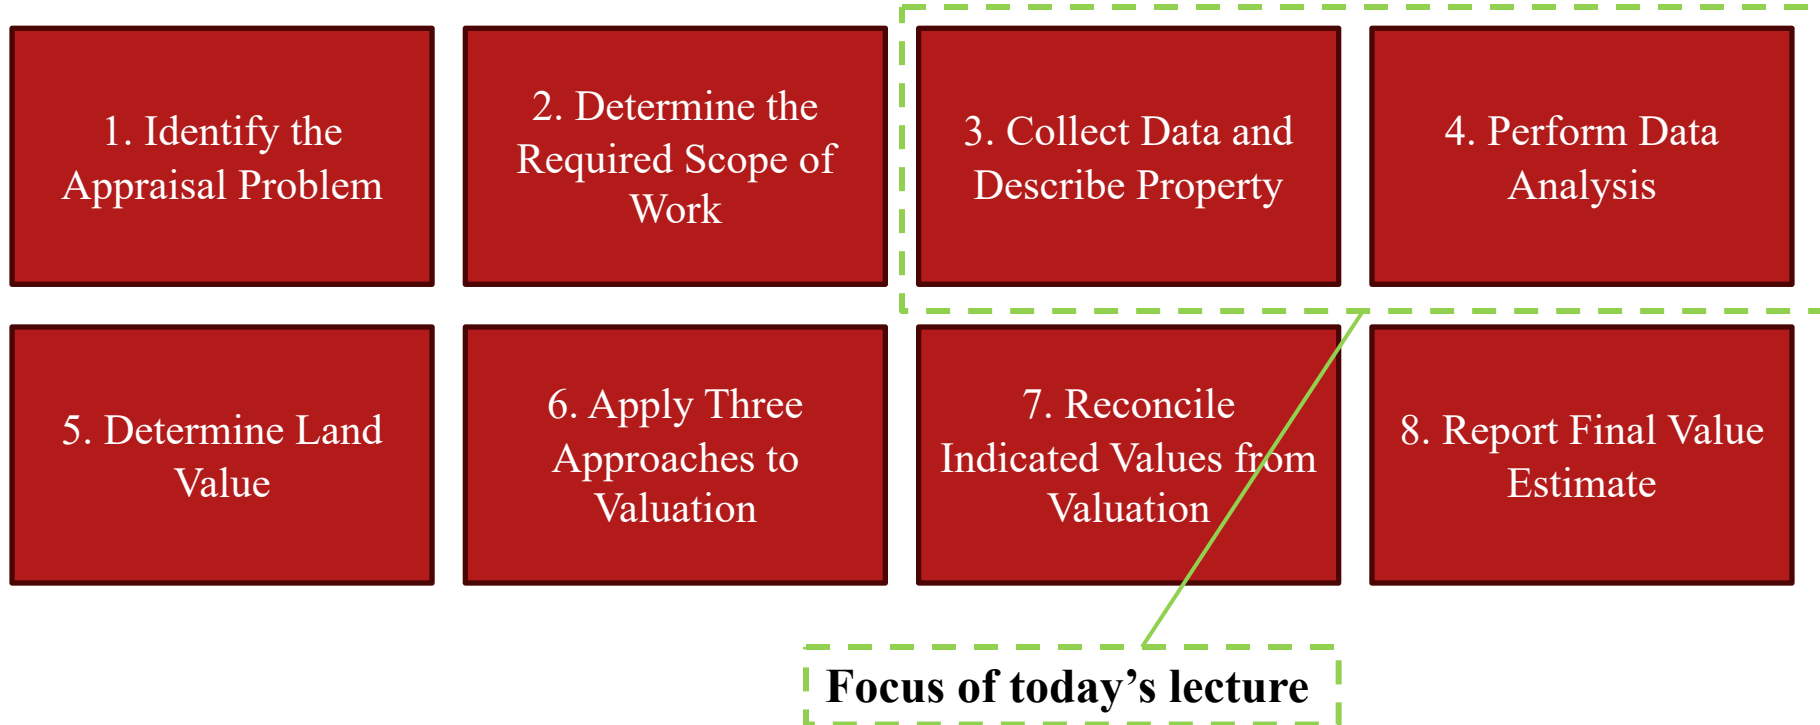 1. Identify the
Appraisal Problem
2. Determine the
Required Scope of
Work
3. Collect Data and
Describe Property
4. Perform Data
Analysis
5. Determine Land
Value
6. Apply Three
Approaches to
Valuation
7. Reconcile
Indicated Values from
Valuation
8. Report Final Value
Estimate
Focus of today’s lecture